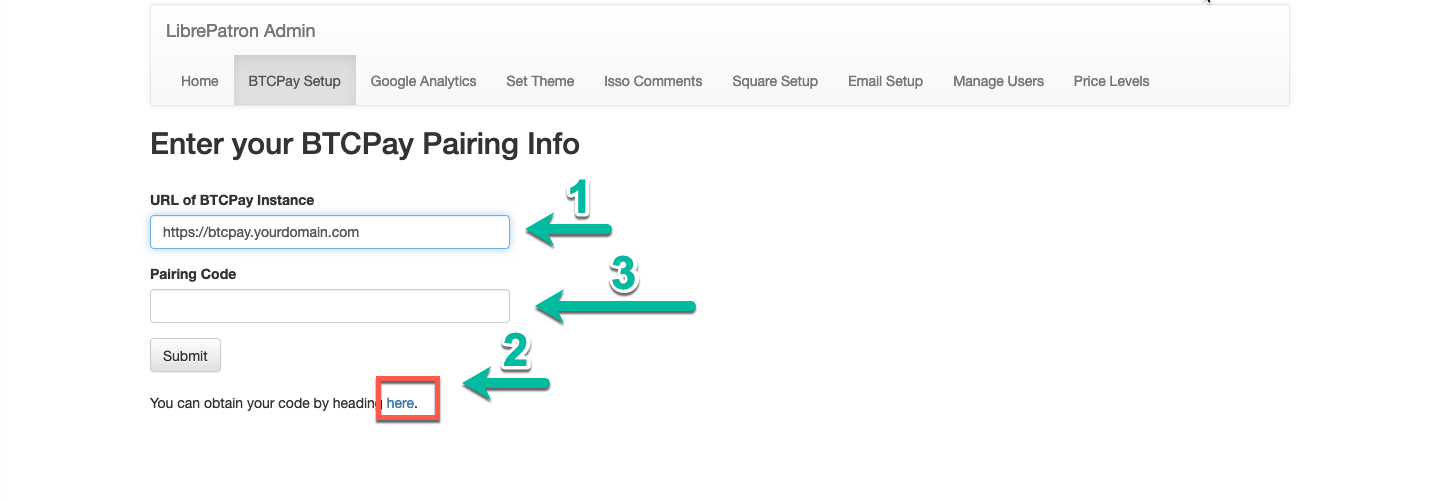 LibrePatron Admin
Home BTCPay Setup Google Analytics Set Theme Isso Comments Square Setup Email Setup Manage Users Price Levels
Enter your BTCPay Pairing Info
URL of BTCPay Instance
1
https://btcpay.yourdomain.com
Pairing Code
3
2
Submit
You can obtain your code by heading here.